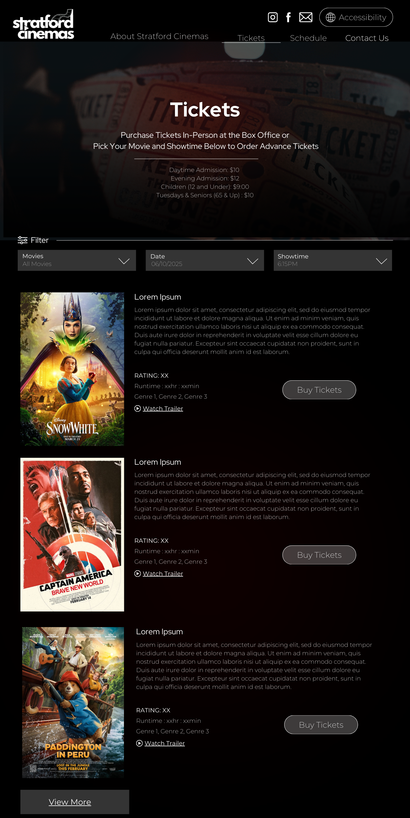 stratford
cinemas
Accessibility
About Stratford Cinemas
Tickets
Schedule
Contact Us
Tickets
Purchase Tickets In-Person at the Box Office or
Pick Your Movie and Showtime Below to Order Advance Tickets
Daytime Admission: $10
Evening Admission: $12
Children (12 and Under): $9.00
Tuesdays & Seniors (65 & Up) : $10
Filter
Movies
All Movies
Date
06/10/2025
Showtime
6:15PM
Lorem Ipsum
Lorem ipsum dolor sit amet, consectetur adipiscing elit, sed do eiusmod tempor
incididunt ut labore et dolore magna aliqua. Ut enim ad minim veniam, quis
nostrud exercitation ullamco laboris nisi ut aliquip ex ea commodo consequat.
Duis aute irure dolor in reprehenderit in voluptate velit esse cillum dolore eu
fugiat nulla pariatur. Excepteur sint occaecat cupidatat non proident, sunt in
culpa qui officia deserunt mollit anim id est laborum.
RATING: XX
Runtime : xxhr : xxmin
Genre 1, Genre 2, Genre 3
Watch Trailer
Buy Tickets
Disney
SNOW WHITE
Lorem Ipsum
Lorem ipsum dolor sit amet, consectetur adipiscing elit, sed do eiusmod tempor
incididunt ut labore et dolore magna aliqua. Ut enim ad minim veniam, quis
nostrud exercitation ullamco laboris nisi ut aliquip ex ea commodo consequat.
Duis aute irure dolor in reprehenderit in voluptate velit esse cillum dolore eu
fugiat nulla pariatur. Excepteur sint occaecat cupidatat non proident, sunt in
culpa qui officia deserunt mollit anim id est laborum.
RATING: XX
Runtime : xxhr : xxmin
Genre 1, Genre 2, Genre 3
Watch Trailer
Buy Tickets
CAPTAIN AMERICA
BRAVE NEW WORLD
Lorem Ipsum
Lorem ipsum dolor sit amet, consectetur adipiscing elit, sed do eiusmod tempor
incididunt ut labore et dolore magna aliqua. Ut enim ad minim veniam, quis
nostrud exercitation ullamco laboris nisi ut aliquip ex ea commodo consequat.
Duis aute irure dolor in reprehenderit in voluptate velit esse cillum dolore eu
fugiat nulla pariatur. Excepteur sint occaecat cupidatat non proident, sunt in
culpa qui officia deserunt mollit anim id est laborum.
RATING: XX
Runtime : xxhr : xxmin
Genre 1, Genre 2, Genre 3
Watch Trailer
Buy Tickets
PADDINGTON
IN PERU
THIS FEBRUARY
View More